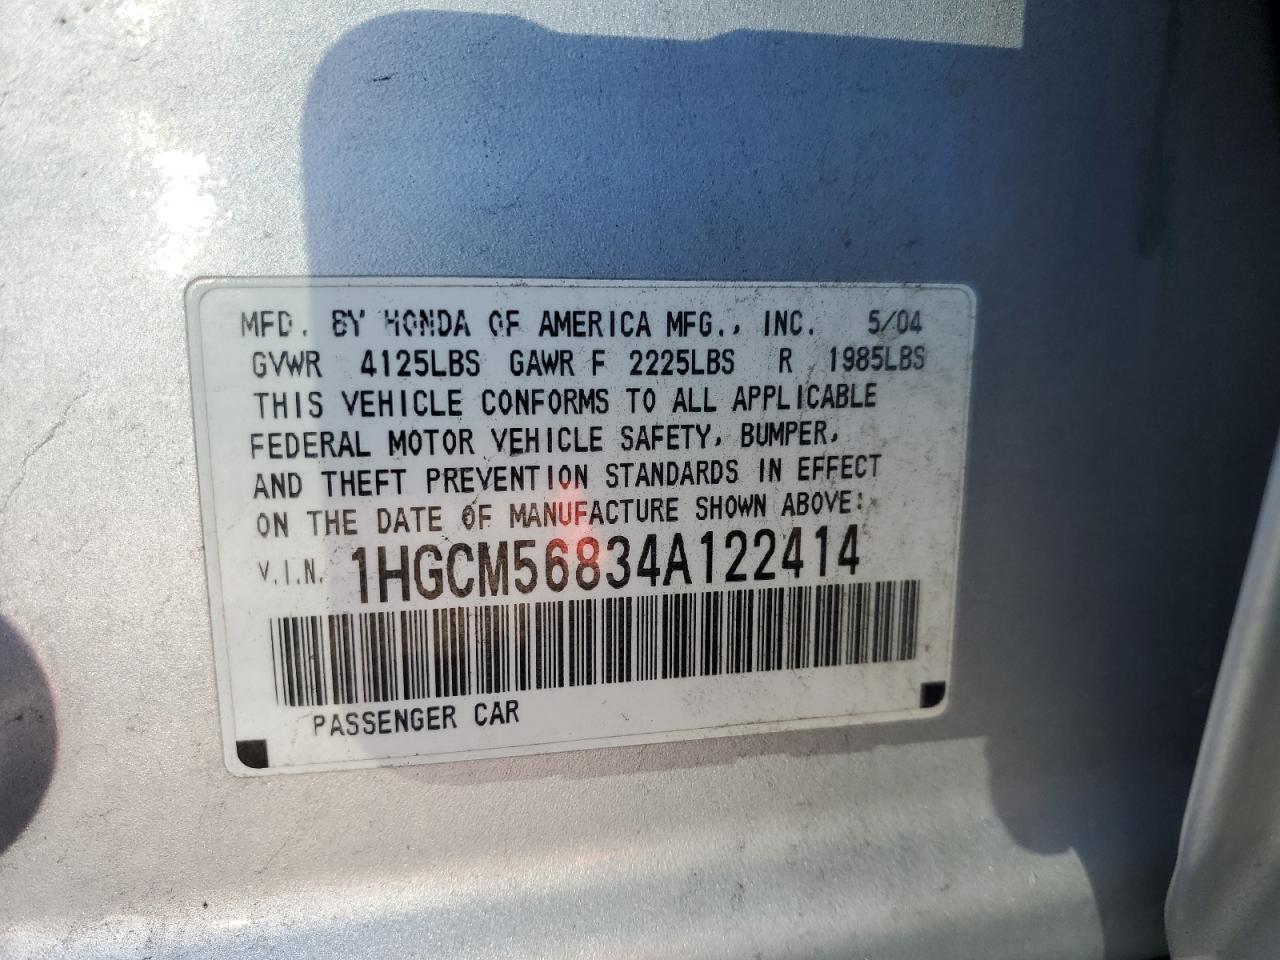 MFD. BY HONDA OF AMERICA MFG., INC. 5/04
GVWR 4125LBS GAWR F 2225LBS R 1985LBS
THIS VEHICLE CONFORMS TO ALL APPLICABLE
FEDERAL MOTOR VEHICLE SAFETY, BUMPER,
AND THEFT PREVENTION STANDARDS IN EFFECT
ON THE DATE OF MANUFACTURE SHOWN ABOVE:
V.I.N. 1HGCM56834A122414
PASSENGER CAR